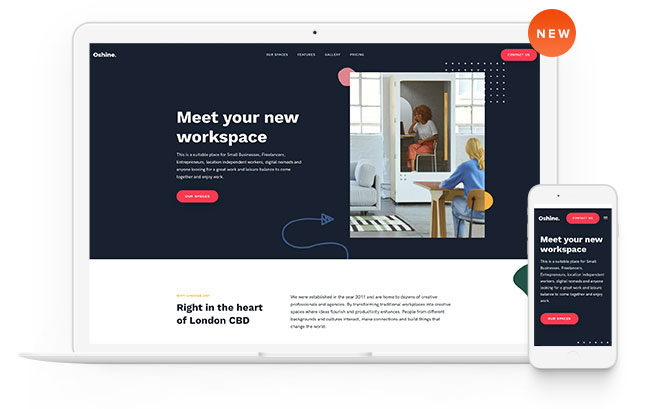 NEW
Oshine.
OUR SPACES FEATURES GALLERY PRICING
CONTACT US
Meet your new
workspace
This is a suitable place for Small Businesses, Freelancers,
Entrepreneurs, location independent workers, digital nomads and
anyone looking for a great work and leisure balance to come
together and enjoy work.
OUR SPACES
Right in the heart
of London CBD
We were established in the year 2011 and are home to dozens of creative
professionals and agencies. By transforming traditional workplaces into creative
spaces where ideas flourish and productivity enhances. People from different
backgrounds and cultures interact, make connections and build things that
change the world.
Oshine.
CONTACT US
Meet your new
workspace
This is a suitable place for Small
Businesses, Freelancers,
Entrepreneurs, location independent
workers, digital nomads and anyone
looking for a great work and leisure
balance to come together and enjoy
work.
OUR SPACES